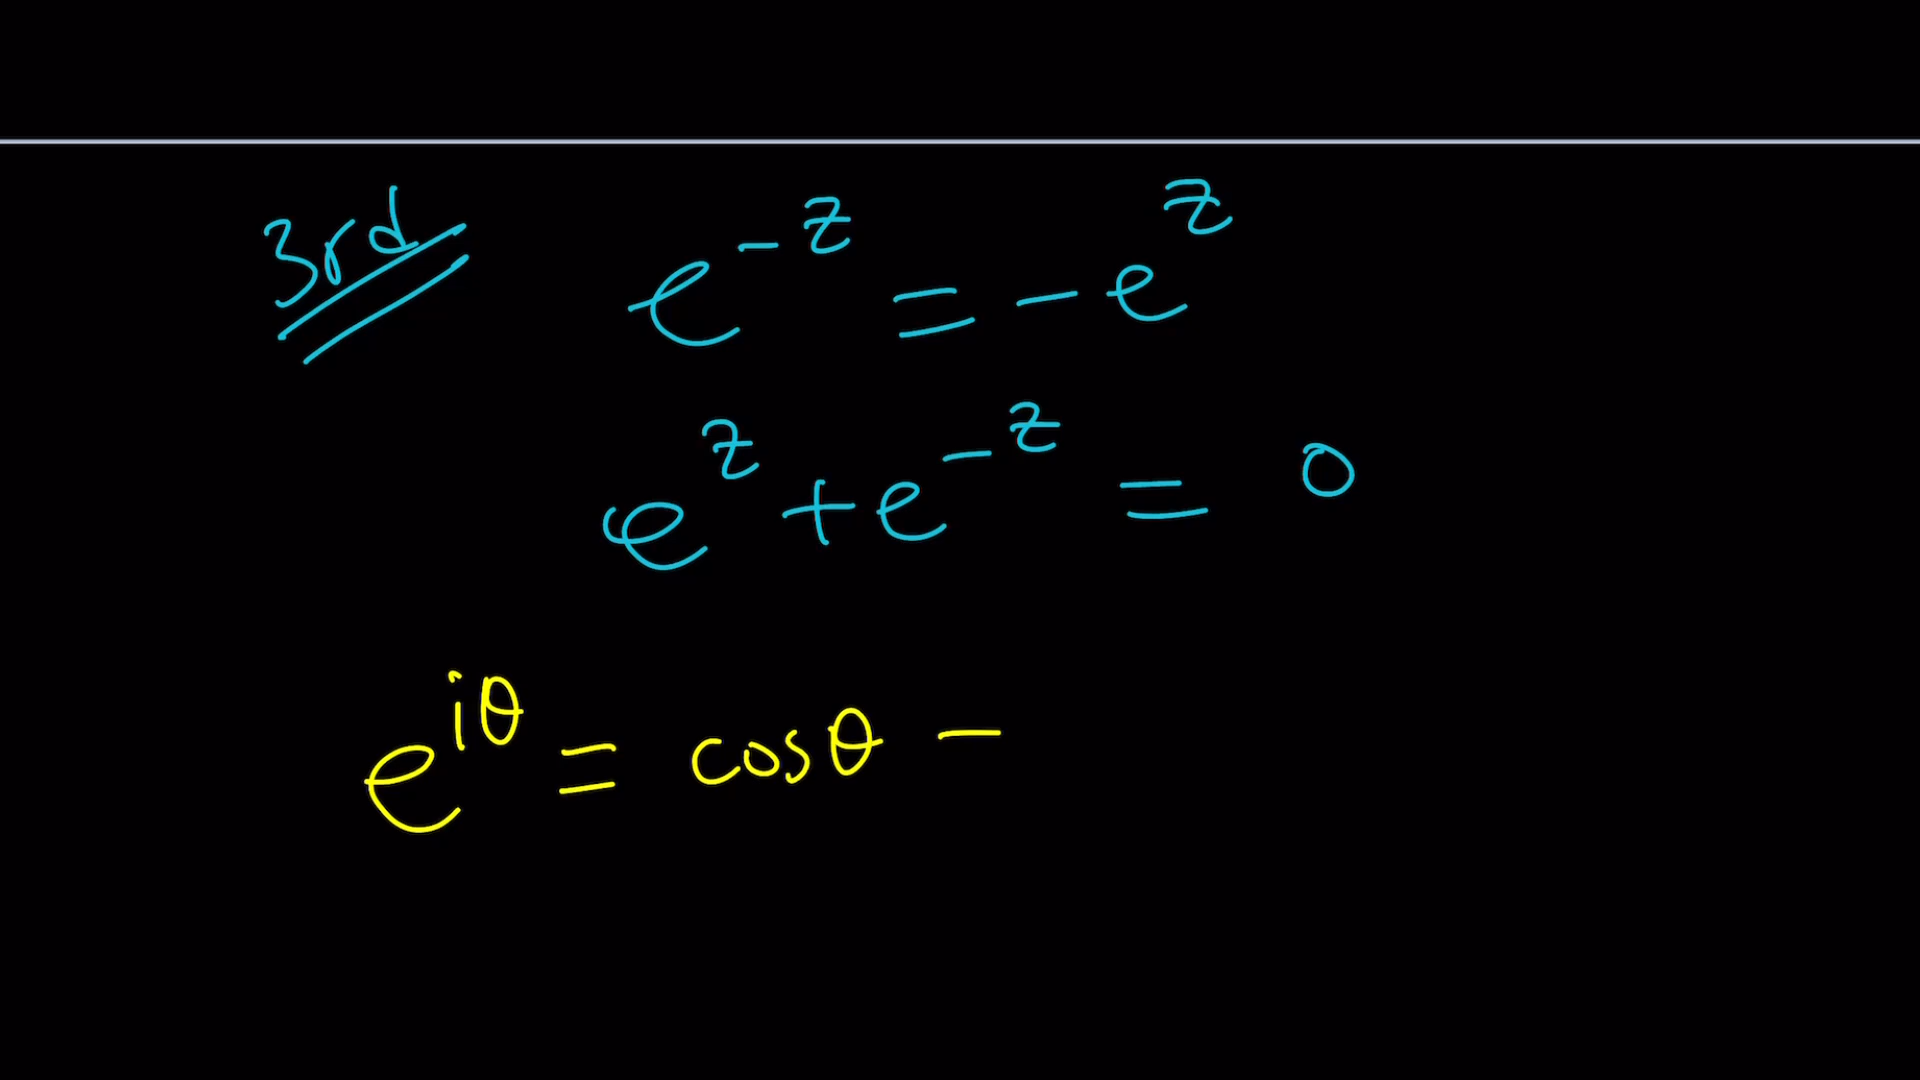 3rd
e^{-z} = -e^{z}
e^{z} + e^{-z} = 0
e^{iθ} = cosθ -